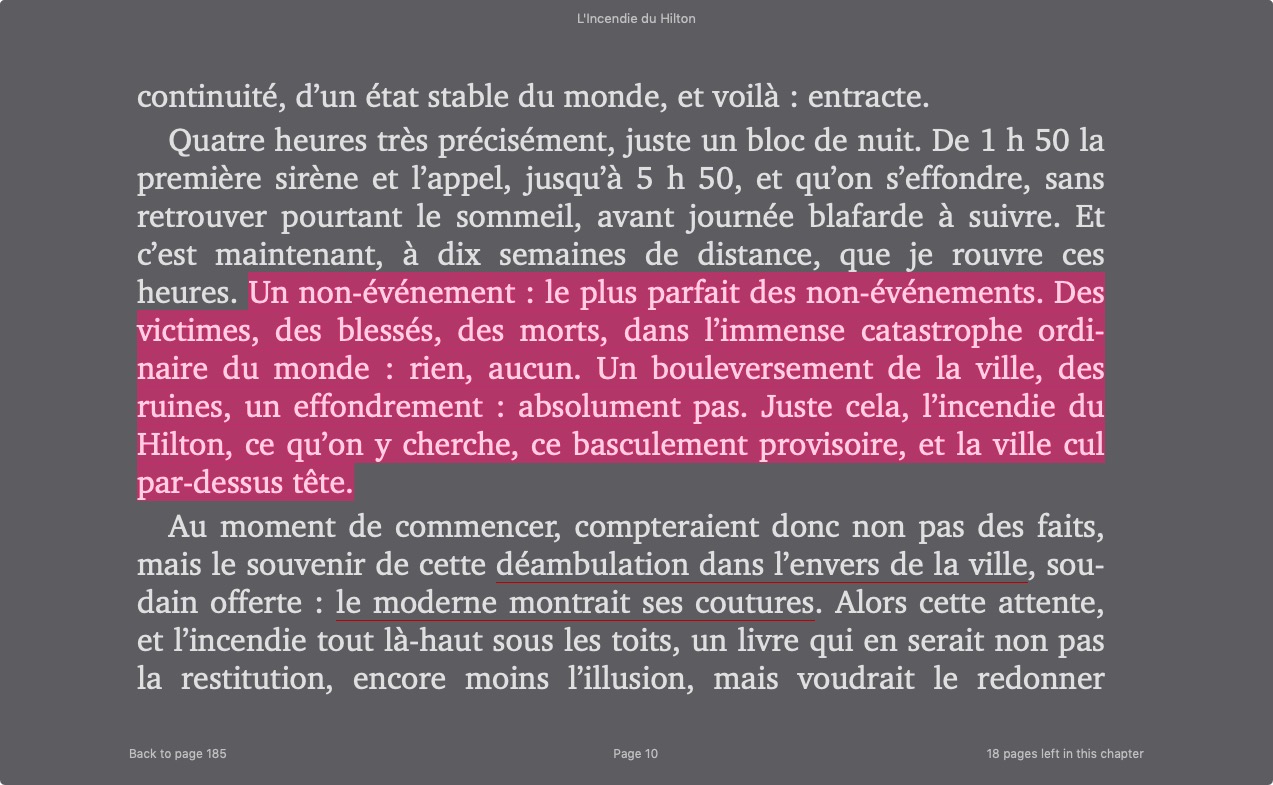 L'Incendie du Hilton
continuité, d’un état stable du monde, et voilà : entracte.
Quatre heures très précisément, juste un bloc de nuit. De 1 h 50 la
première sirène et l’appel, jusqu’à 5 h 50, et qu’on s’effondre, sans
retrouver pourtant le sommeil, avant journée blafarde à suivre. Et
c’est maintenant, à dix semaines de distance, que je rouvre ces
heures. Un non-événement : le plus parfait des non-événements. Des
victimes, des blessés, des morts, dans l’immense catastrophe ordi-
naire du monde : rien, aucun. Un bouleversement de la ville, des
ruines, un effondrement : absolument pas. Juste cela, l’incendie du
Hilton, ce qu’on y cherche, ce basculement provisoire, et la ville cul
par-dessus tête.
Au moment de commencer, compteraient donc non pas des faits,
mais le souvenir de cette déambulation dans l’envers de la ville, sou-
dain offerte : le moderne montrait ses coutures. Alors cette attente,
et l’incendie tout là-haut sous les toits, un livre qui en serait non pas
la restitution, encore moins l’illusion, mais voudrait le redonner
Back to page 185
Page 10
18 pages left in this chapter